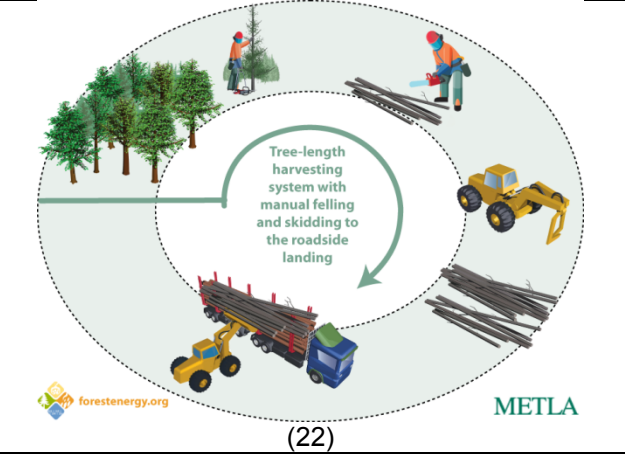 Tree-length
harvesting
system with
manual felling
and skidding to
the roadside
landing
forestenergy.org
METLA
(22)